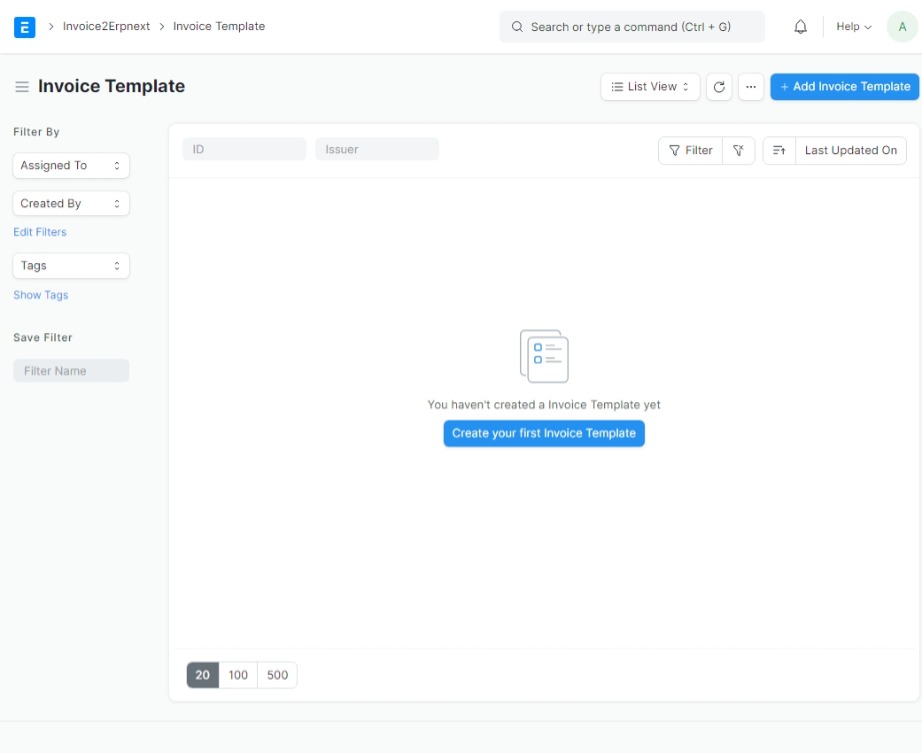 E Invoice2Erpnext Invoice Template Search or type a command (Ctrl + G) Help A
Invoice Template List View ... + Add Invoice Template
Filter By
ID Issuer Filter Last Updated On
Assigned To
Created By
Edit Filters
Tags
Show Tags
Save Filter
Filter Name
You haven't created a Invoice Template yet
Create your first Invoice Template
20 100 500